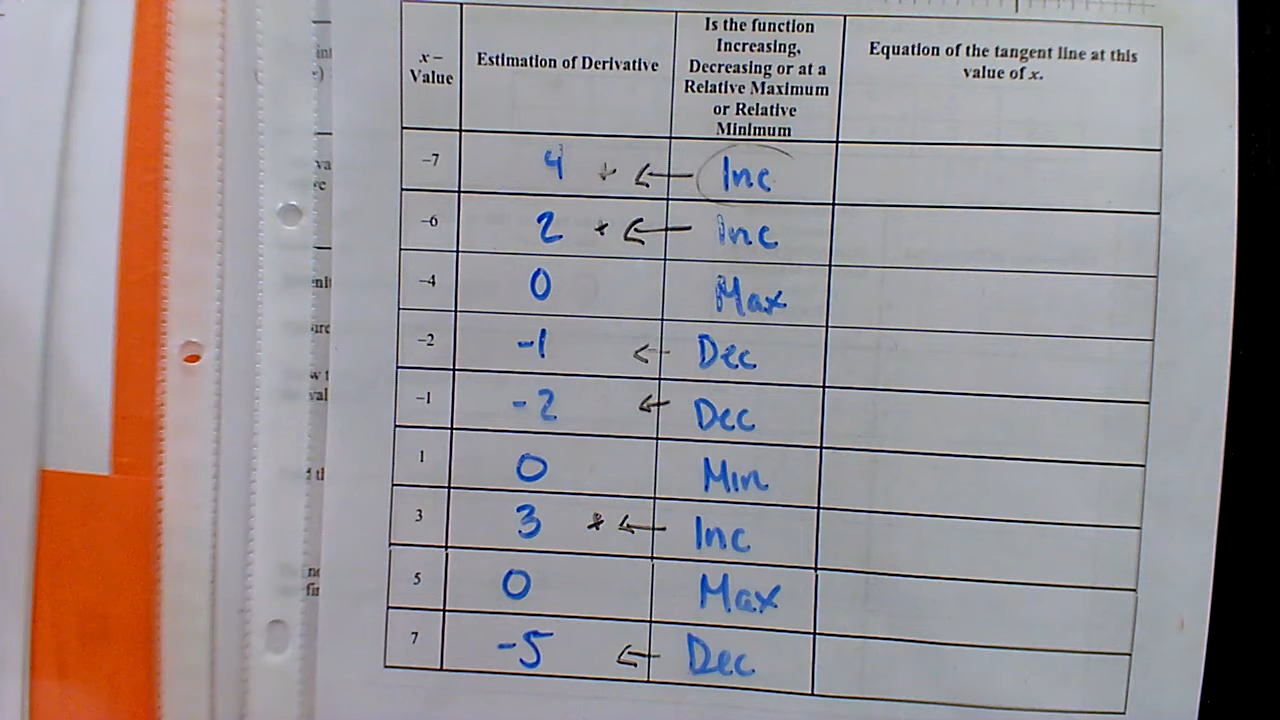 x –
Value
Estimation of Derivative
Is the function
Increasing,
Decreasing or at a
Relative Maximum
or Relative
Minimum
Equation of the tangent line at this
value of x.
–7 4 + ← Inc
–6 2 + ← Inc
–4 0 Max
–2 -1 ← Dec
–1 -2 ← Dec
1 0 Min
3 3 + ← Inc
5 0 Max
7 -5 ← Dec